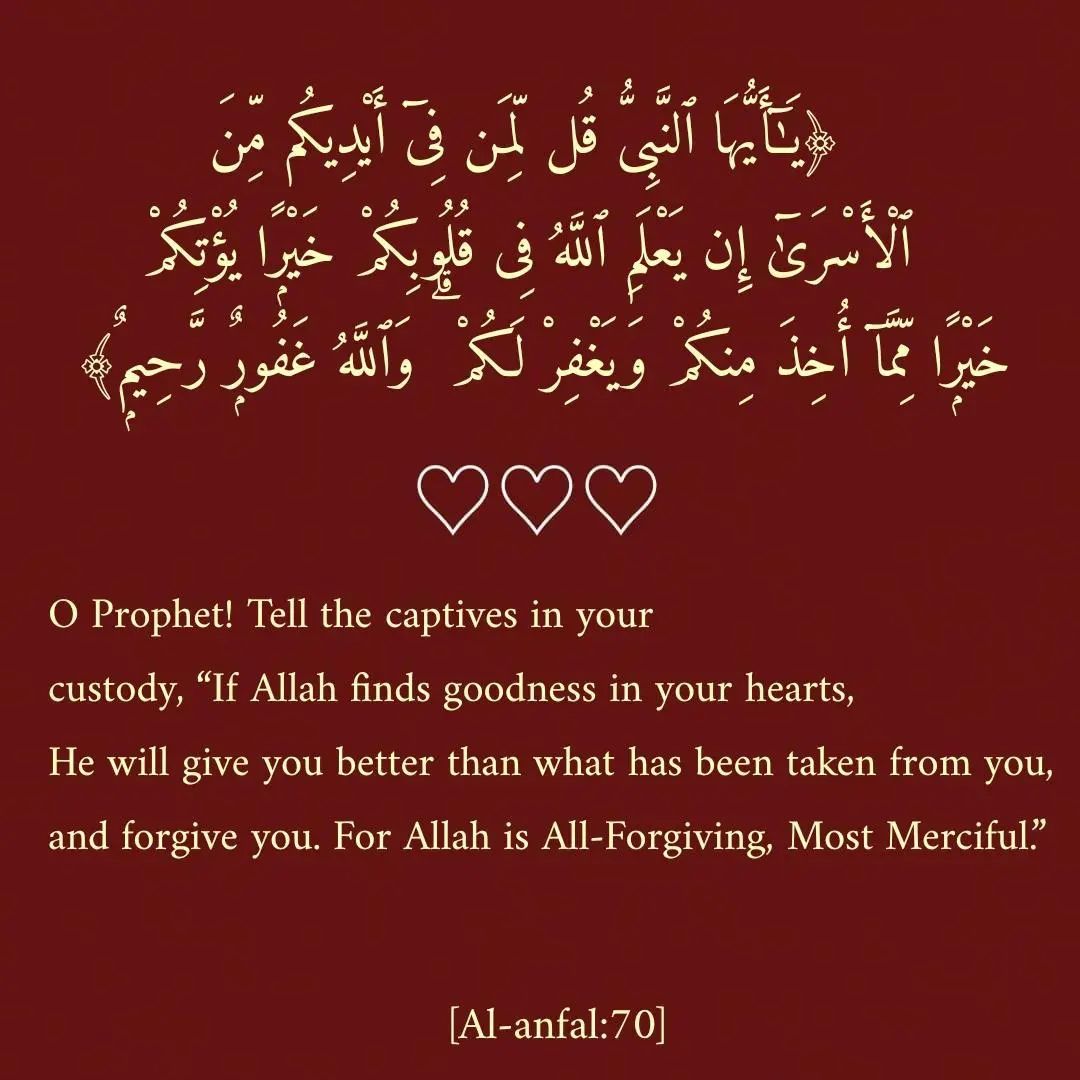 ﴿يَـٰٓأَيُّهَا ٱلنَّبِىُّ قُل لِّمَن فِىٓ أَيْدِيكُم مِّنَ
ٱلْأَسْرَىٰٓ إِن يَعْلَمِ ٱللَّهُ فِى قُلُوبِكُمْ خَيْرًۭا يُؤْتِكُمْ
خَيْرًۭا مِّمَّآ أُخِذَ مِنكُمْ وَيَغْفِرْ لَكُمْ ۗ وَٱللَّهُ غَفُورٌۭ رَّحِيمٌۭ﴾
♡♡♡
O Prophet! Tell the captives in your
custody, “If Allah finds goodness in your hearts,
He will give you better than what has been taken from you,
and forgive you. For Allah is All-Forgiving, Most Merciful.”
[Al-anfal:70]